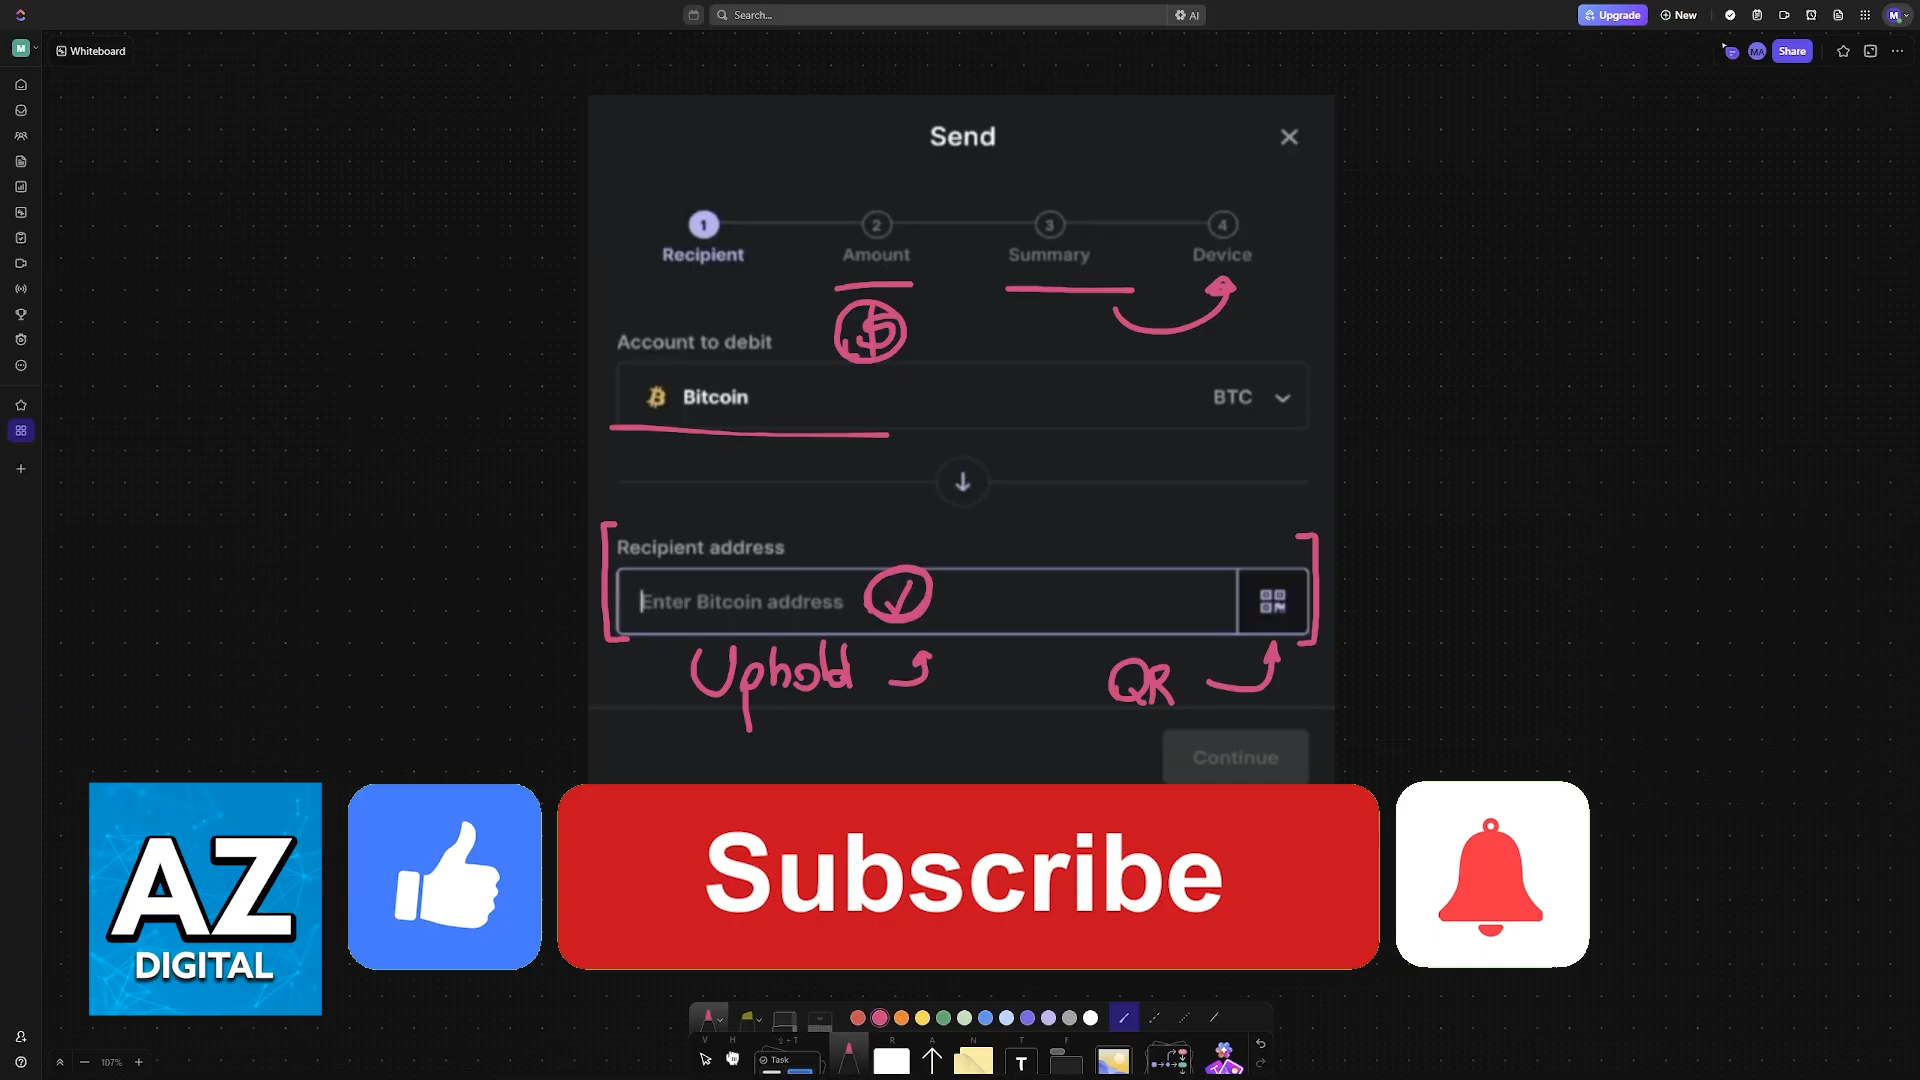 Search...
AI
Upgrade
New
M
M
Whiteboard
MA
Share
Send
1
2
3
4
Recipient
Amount
Summary
Device
$
Account to debit
Bitcoin
BTC
Recipient address
Enter Bitcoin address
Uphold
QR
Continue
AZ
DIGITAL
Subscribe
V
H
⇧+T
R
A
N
T
F
Task
T
107%